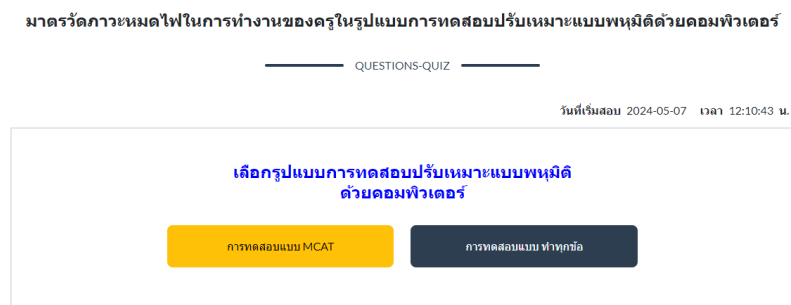 มาตรวัดภาวะหมดไฟในการทำงานของครูในรูปแบบการทดสอบปรับเหมาะแบบพหุมิติด้วยคอมพิวเตอร์
QUESTIONS-QUIZ
วันที่เริ่มสอบ 2024-05-07 เวลา 12:10:43 น.
เลือกรูปแบบการทดสอบปรับเหมาะแบบพหุมิติ
ด้วยคอมพิวเตอร์
การทดสอบแบบ MCAT การทดสอบแบบ ทำทุกข้อ